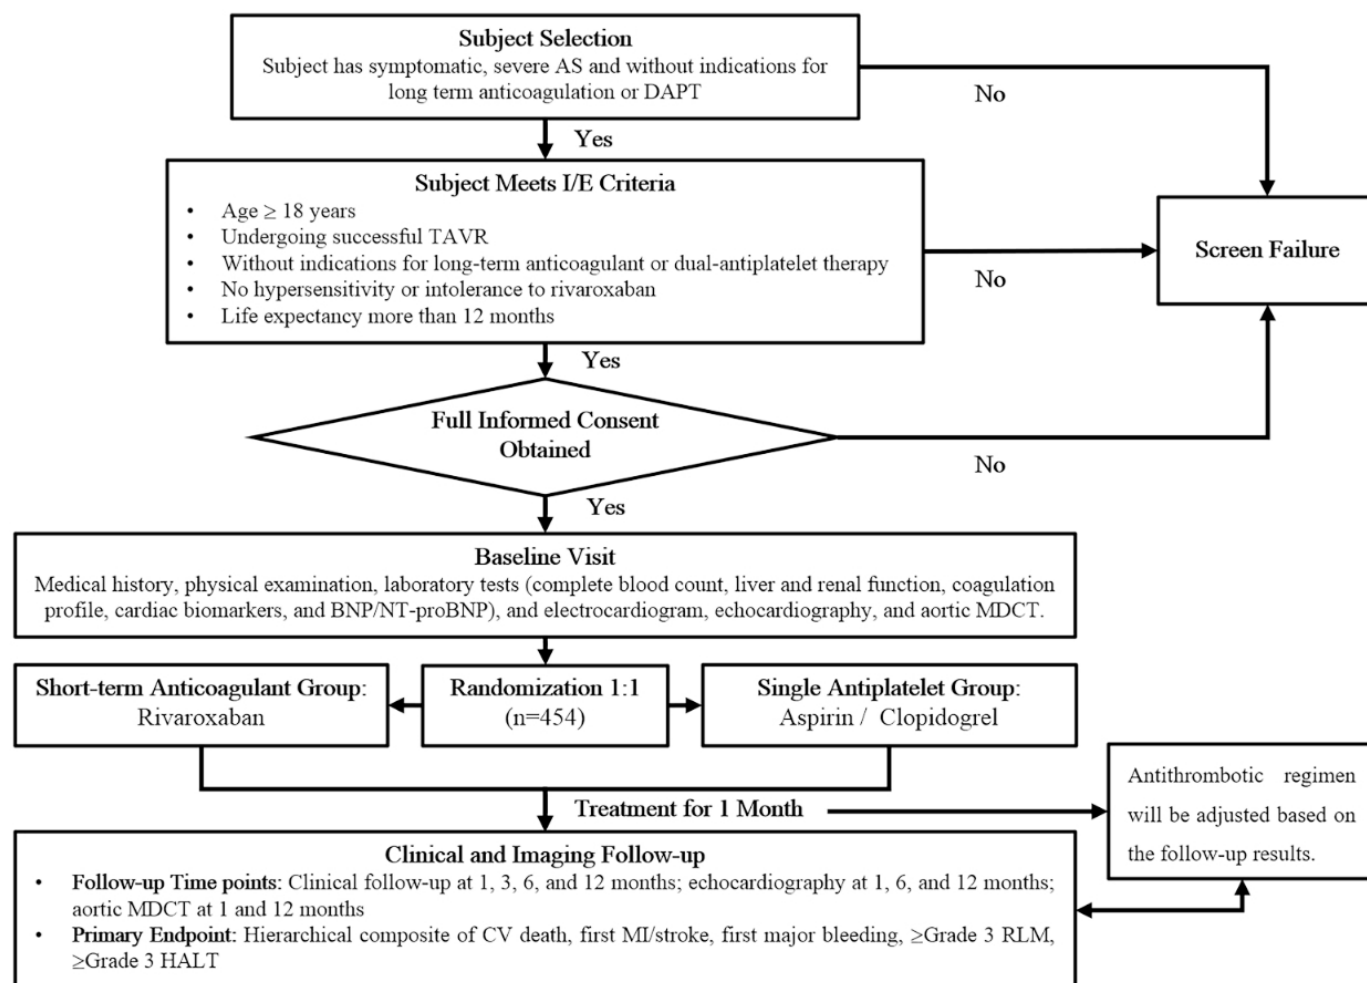 Subject Selection
Subject has symptomatic, severe AS and without indications for
long term anticoagulation or DAPT
No
Yes
Subject Meets I/E Criteria
• Age ≥ 18 years
• Undergoing successful TAVR
• Without indications for long-term anticoagulant or dual-antiplatelet therapy
• No hypersensitivity or intolerance to rivaroxaban
• Life expectancy more than 12 months
No
Screen Failure
Yes
Full Informed Consent
Obtained
No
Yes
Baseline Visit
Medical history, physical examination, laboratory tests (complete blood count, liver and renal function, coagulation
profile, cardiac biomarkers, and BNP/NT-proBNP), and electrocardiogram, echocardiography, and aortic MDCT.
Short-term Anticoagulant Group:
Rivaroxaban
Randomization 1:1
(n=454)
Single Antiplatelet Group:
Aspirin / Clopidogrel
Treatment for 1 Month
Antithrombotic regimen
will be adjusted based on
the follow-up results.
Clinical and Imaging Follow-up
• Follow-up Time points: Clinical follow-up at 1, 3, 6, and 12 months; echocardiography at 1, 6, and 12 months;
aortic MDCT at 1 and 12 months
• Primary Endpoint: Hierarchical composite of CV death, first MI/stroke, first major bleeding, ≥Grade 3 RLM,
≥Grade 3 HALT